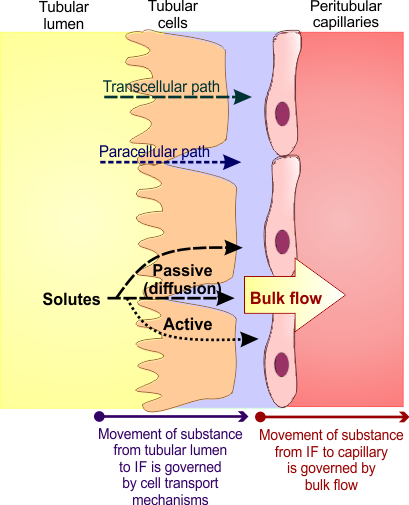 Tubular
lumen
Tubular
cells
Peritubular
capillaries
Transcellular path
Paracellular path
Passive
(diffusion)
Solutes
Bulk flow
Active
Movement of substance
from tubular lumen
to IF is governed
by cell transport
mechanisms
Movement of substance
from IF to capillary
is governed by
bulk flow